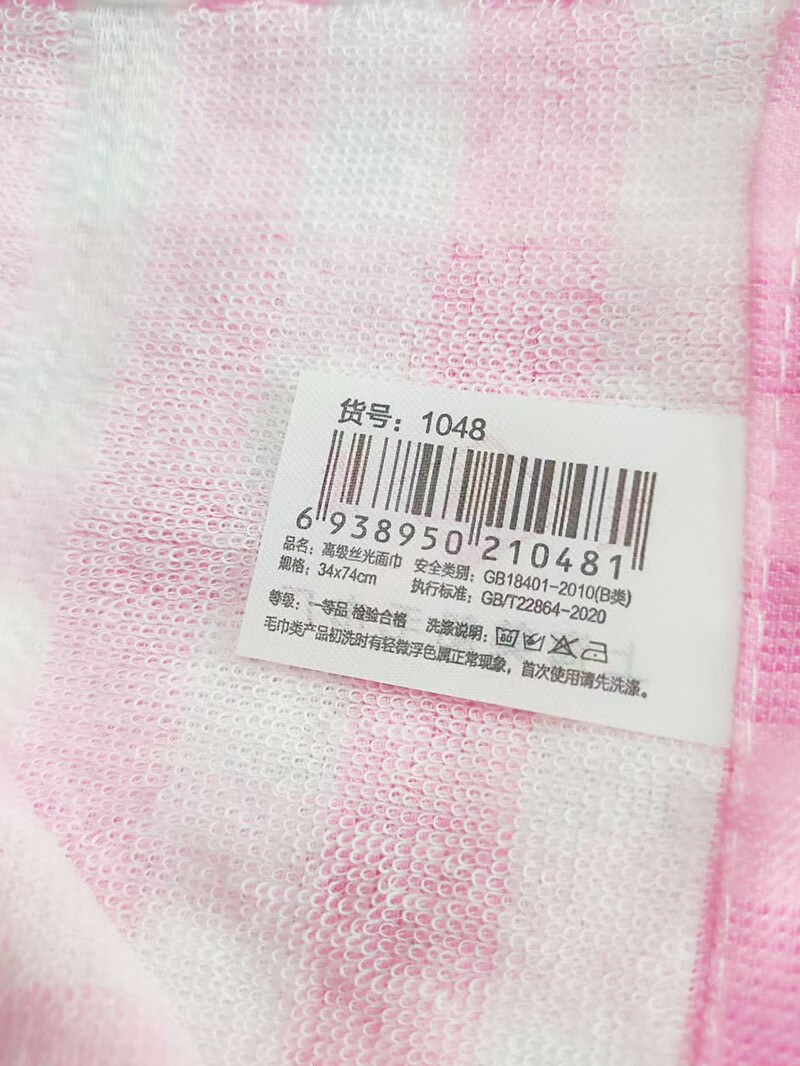 货号：1048
6 938950 210481
品名：高级丝光面巾 安全类别：GB18401-2010(B类)
规格：34x74cm 执行标准：GB/T22864-2020
等级：一等品 检验合格 洗涤说明：
毛巾类产品初洗时有轻微浮色属正常现象，首次使用请先洗涤。